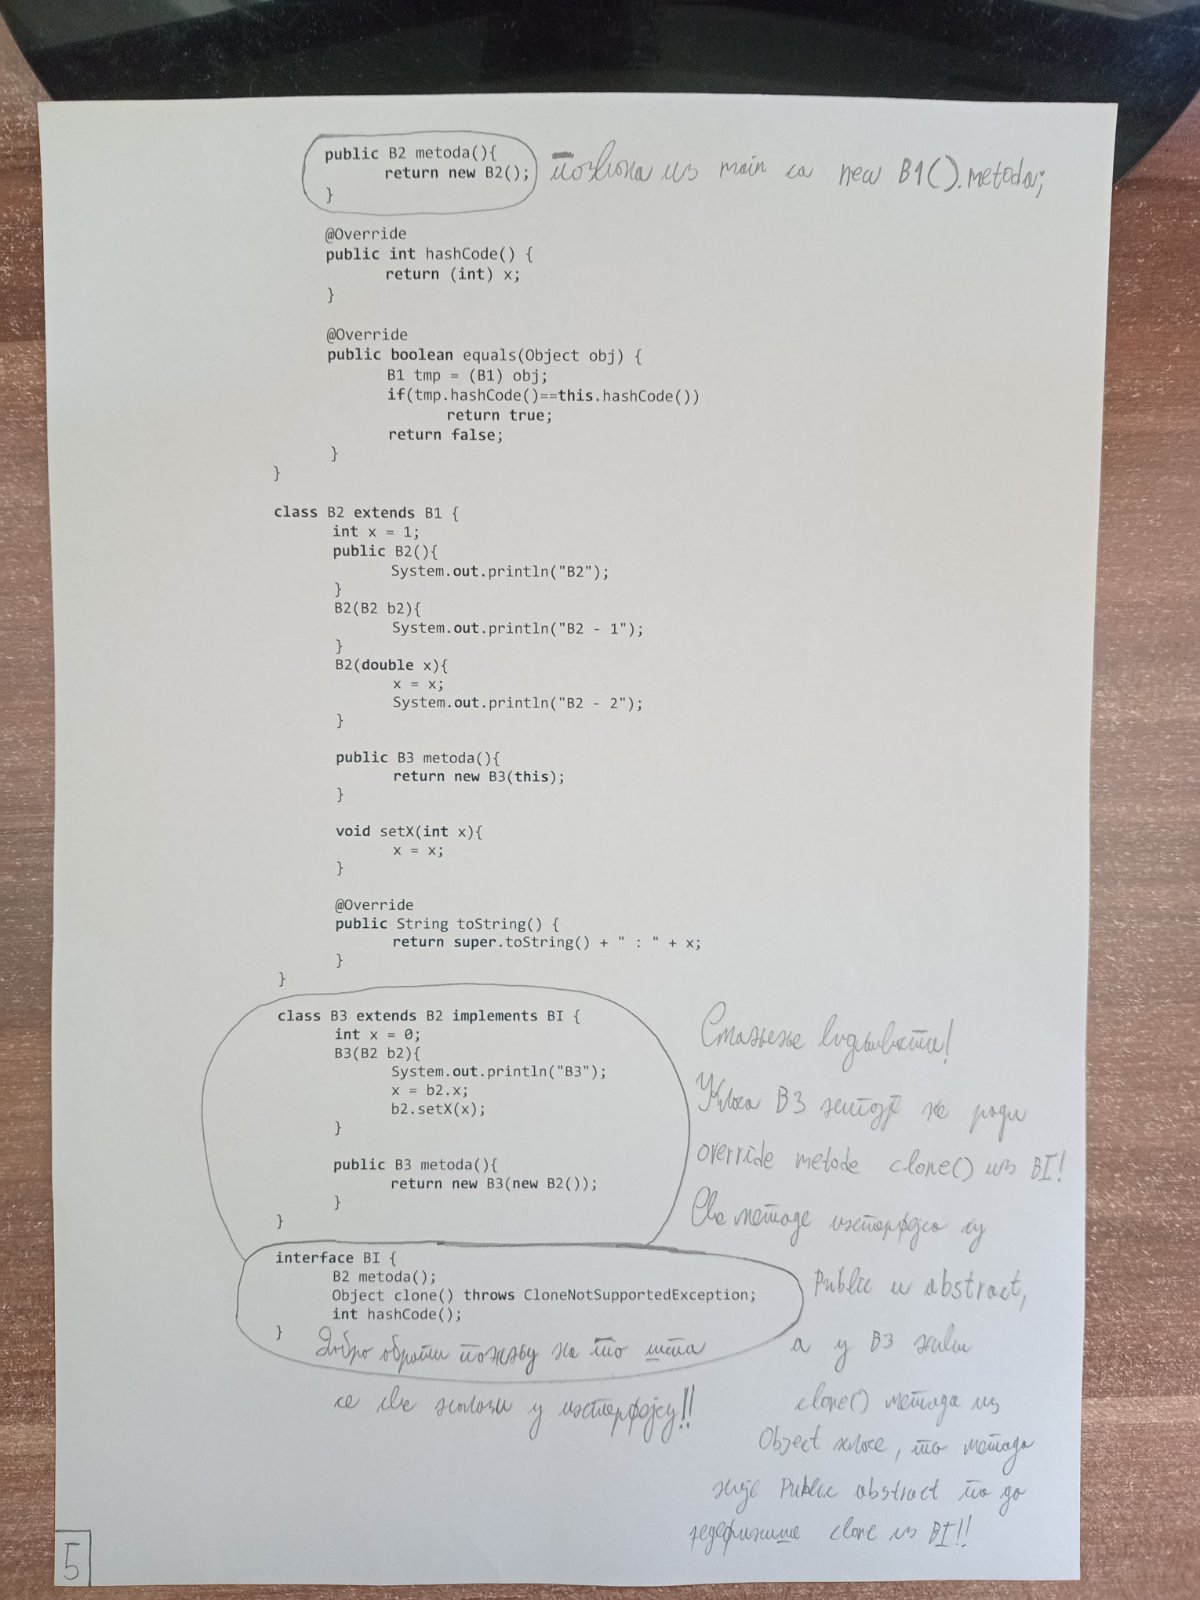 public B2 metoda(){
return new B2();
}
позвона из main са new B1().metoda;
@Override
public int hashCode() {
return (int) x;
}
@Override
public boolean equals(Object obj) {
B1 tmp = (B1) obj;
if(tmp.hashCode()==this.hashCode())
return true;
return false;
}
}
class B2 extends B1 {
int x = 1;
public B2(){
System.out.println("B2");
}
B2(B2 b2){
System.out.println("B2 - 1");
}
B2(double x){
x = x;
System.out.println("B2 - 2");
}
public B3 metoda(){
return new B3(this);
}
void setX(int x){
x = x;
}
@Override
public String toString() {
return super.toString() + " : " + x;
}
}
class B3 extends B2 implements BI {
int x = 0;
B3(B2 b2){
System.out.println("B3");
x = b2.x;
b2.setX(x);
}
public B3 metoda(){
return new B3(new B2());
}
}
interface BI {
B2 metoda();
Object clone() throws CloneNotSupportedException;
int hashCode();
}
Добро обрати пажњу на то шта
се све налази у интерфејсу!!
Смањење видљивости!
Класа B3 нигдје не ради
override metode clone() из BI!
Све методе интерфејса су
Public и abstract,
а у B3
clone() метода из
Object класе, та метода
није Public abstract па да
редефинише clone из BI!!
5